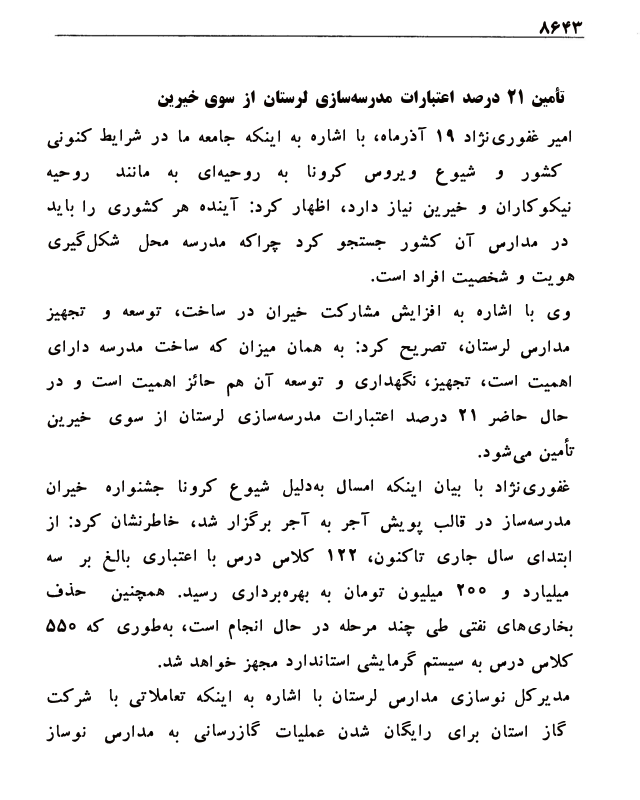 ۸۶۴۳
تأمین ۲۱ درصد اعتبارات مدرسه‌سازی لرستان از سوی خیرین
امیر غفوری‌نژاد ۱۹ آذرماه، با اشاره به اینکه جامعه ما در شرایط کنونی
کشور و شیوع ویروس کرونا به روحیه‌ای به مانند روحیه
نیکوکاران و خیرین نیاز دارد، اظهار کرد: آینده هر کشوری را باید
در مدارس آن کشور جستجو کرد چراکه مدرسه محل شکل‌گیری
هویت و شخصیت افراد است.
وی با اشاره به افزایش مشارکت خیران در ساخت، توسعه و تجهیز
مدارس لرستان، تصریح کرد: به همان میزان که ساخت مدرسه دارای
اهمیت است، تجهیز، نگهداری و توسعه آن هم حائز اهمیت است و در
حال حاضر ۲۱ درصد اعتبارات مدرسه‌سازی لرستان از سوی خیرین
تأمین می‌شود.
غفوری‌نژاد با بیان اینکه امسال به‌دلیل شیوع کرونا جشنواره خیران
مدرسه‌ساز در قالب پویش آجر به آجر برگزار شد، خاطرنشان کرد: از
ابتدای سال جاری تاکنون، ۱۲۲ کلاس درس با اعتباری بالغ بر سه
میلیارد و ۲۰۰ میلیون تومان به بهره‌برداری رسید. همچنین حذف
بخاری‌های نفتی طی چند مرحله در حال انجام است، به‌طوری که ۵۵۰
کلاس درس به سیستم گرمایشی استاندارد مجهز خواهد شد.
مدیرکل نوسازی مدارس لرستان با اشاره به اینکه تعاملاتی با شرکت
گاز استان برای رایگان شدن عملیات گازرسانی به مدارس نوساز